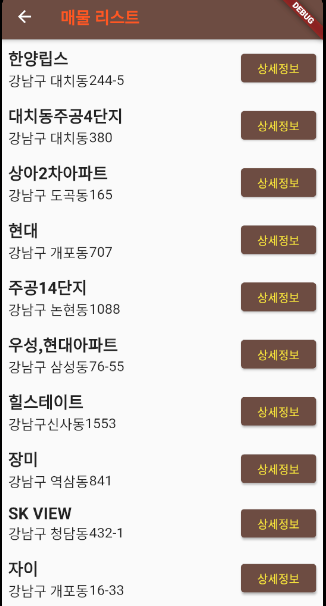 매물 리스트
DEBUG
한양립스
강남구 대치동244-5
상세정보
대치동주공4단지
강남구 대치동380
상세정보
상아2차아파트
강남구 도곡동165
상세정보
현대
강남구 개포동707
상세정보
주공14단지
강남구 논현동1088
상세정보
우성,현대아파트
강남구 삼성동76-55
상세정보
힐스테이트
강남구신사동1553
상세정보
장미
강남구 역삼동841
상세정보
SK VIEW
강남구 청담동432-1
상세정보
자이
강남구 개포동16-33
상세정보